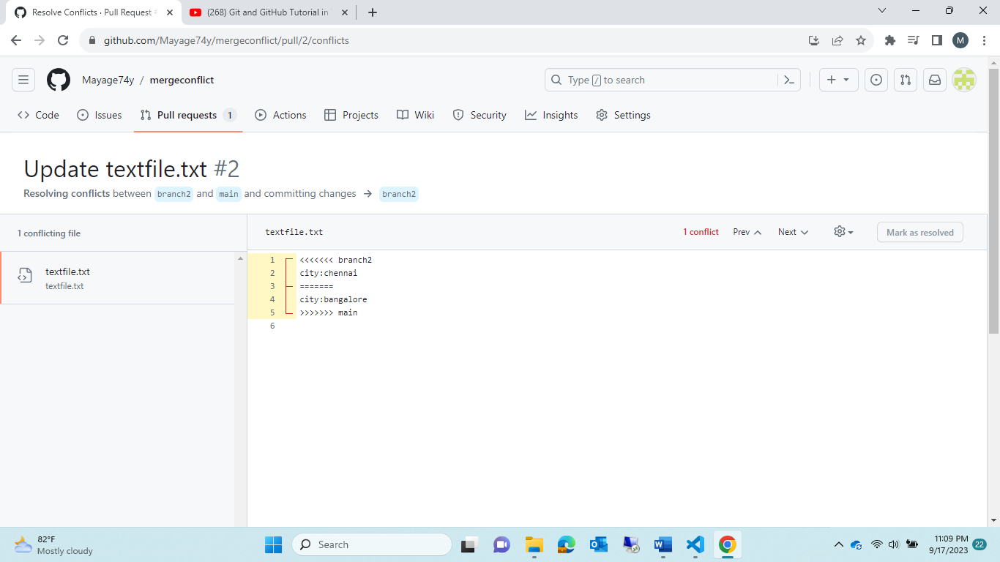 Resolve Conflicts · Pull Request
(268) Git and GitHub Tutorial in
github.com/Mayage74y/mergeconflict/pull/2/conflicts
M
Mayage74y / mergeconflict
Type / to search
Code Issues Pull requests 1 Actions Projects Wiki Security Insights Settings
Update textfile.txt #2
Resolving conflicts between branch2 and main and committing changes → branch2
1 conflicting file
textfile.txt
textfile.txt
textfile.txt 1 conflict Prev Next Mark as resolved
1 <<<<<<< branch2
2 city:chennai
3 =======
4 city:bangalore
5 >>>>>>> main
6
82°F
Mostly cloudy
Search
11:09 PM
9/17/2023
22